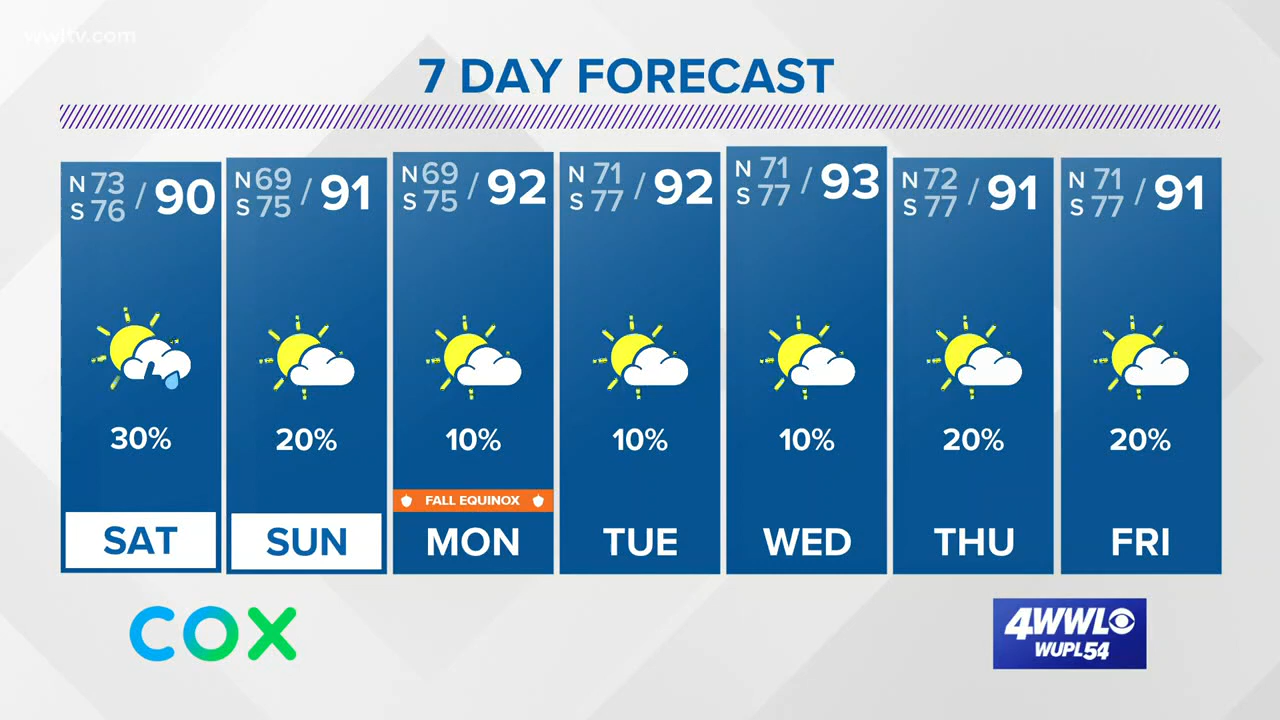 wwltv.com
7 DAY FORECAST
N 73 S 76 / 90
N 69 S 75 / 91
N 69 S 75 / 92
N 71 S 77 / 92
N 71 S 77 / 93
N 72 S 77 / 91
N 71 S 77 / 91
30% 20% 10% 10% 10% 20% 20%
FALL EQUINOX
SAT SUN MON TUE WED THU FRI
COX
4WWL
WUPL54